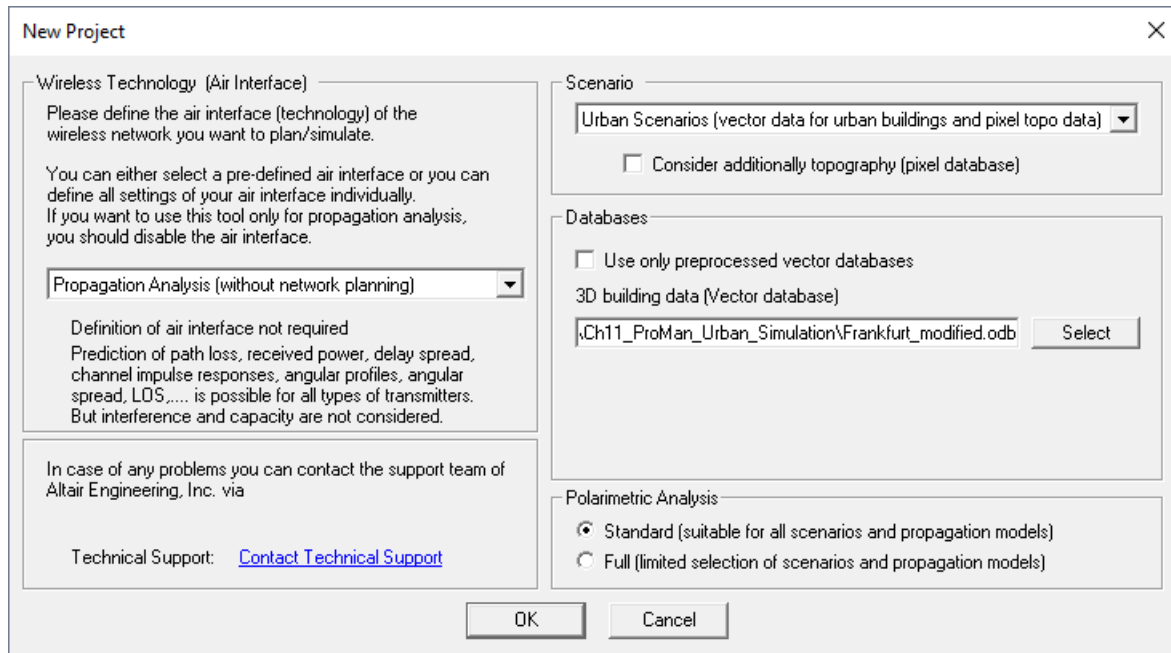 New Project
Wireless Technology (Air Interface)
Please define the air interface (technology) of the
wireless network you want to plan/simulate.
You can either select a pre-defined air interface or you can
define all settings of your air interface individually.
If you want to use this tool only for propagation analysis,
you should disable the air interface.
Propagation Analysis (without network planning)
Definition of air interface not required
Prediction of path loss, received power, delay spread,
channel impulse responses, angular profiles, angular
spread, LOS,.... is possible for all types of transmitters.
But interference and capacity are not considered.
In case of any problems you can contact the support team of
Altair Engineering, Inc. via
Technical Support: Contact Technical Support
Scenario
Urban Scenarios (vector data for urban buildings and pixel topo data)
Consider additionally topography (pixel database)
Databases
Use only preprocessed vector databases
3D building data (Vector database)
\Ch11_ProMan_Urban_Simulation\Frankfurt_modified.odb
Select
Polarimetric Analysis
Standard (suitable for all scenarios and propagation models)
Full (limited selection of scenarios and propagation models)
OK
Cancel